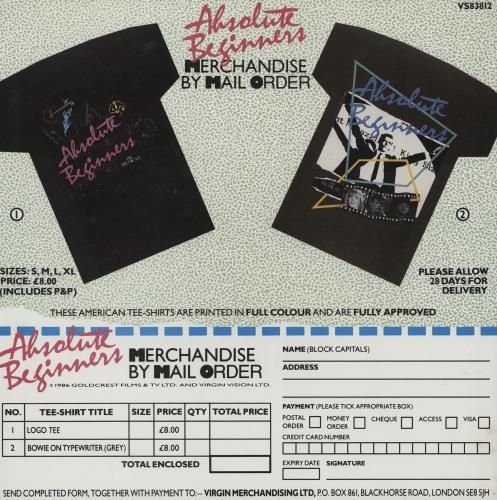 VS83812
Absolute
Beginners
MERCHANDISE
BY MAIL ORDER
Absolute
Beginners
Absolute
Beginners
1
2
SIZES: S, M, L, XL
PRICE: £8.00
(INCLUDES P&P)
PLEASE ALLOW
28 DAYS FOR
DELIVERY
THESE AMERICAN TEE-SHIRTS ARE PRINTED IN FULL COLOUR AND ARE FULLY APPROVED
Absolute
Beginners
MERCHANDISE
BY MAIL ORDER
© 1986 GOLDCREST FILMS & TV LTD. AND VIRGIN VISION LTD.
NO. TEE-SHIRT TITLE SIZE PRICE QTY TOTAL PRICE
1 LOGO TEE £8.00
2 BOWIE ON TYPEWRITER (GREY) £8.00
TOTAL ENCLOSED
NAME (BLOCK CAPITALS)
ADDRESS
PAYMENT (PLEASE TICK APPROPRIATE BOX)
POSTAL ORDER MONEY ORDER CHEQUE ACCESS VISA
CREDIT CARD NUMBER
EXPIRY DATE SIGNATURE
SEND COMPLETED FORM, TOGETHER WITH PAYMENT TO:– VIRGIN MERCHANDISING LTD, P.O. BOX 861, BLACKHORSE ROAD, LONDON SE8 5JH